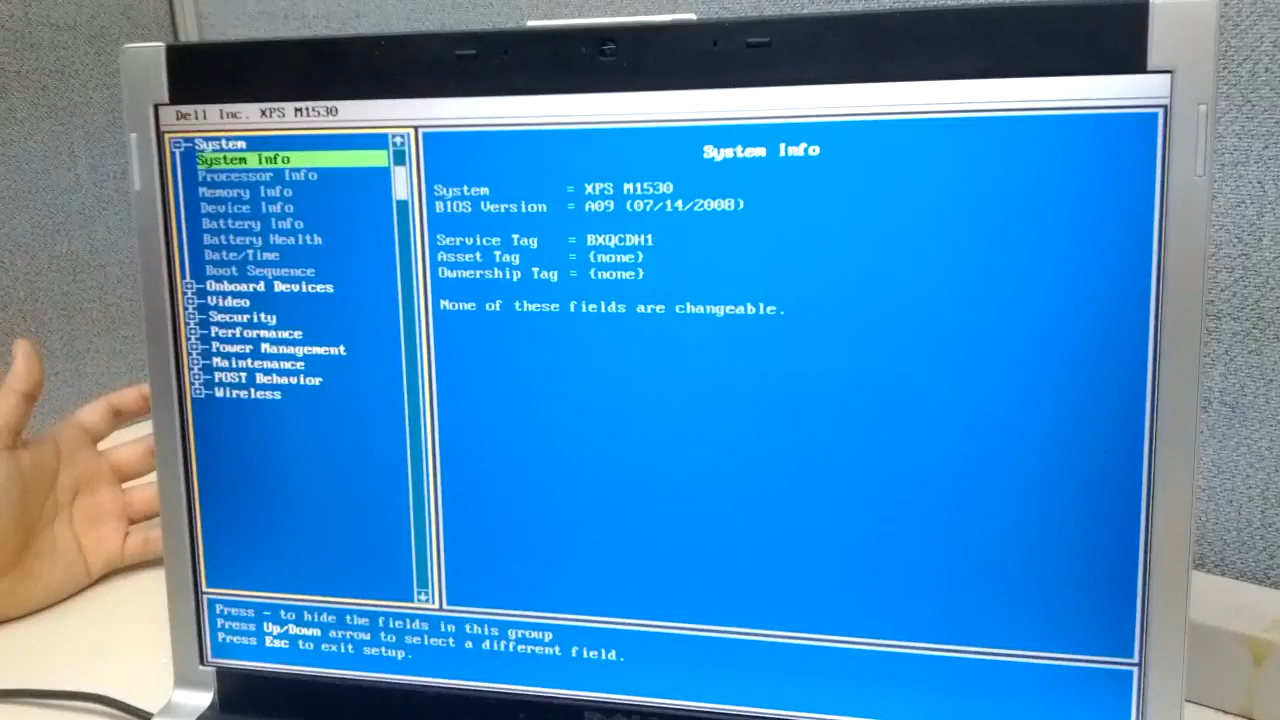 Dell Inc. XPS M1530
System
System Info
Processor Info
Memory Info
Device Info
Battery Info
Battery Health
Date/Time
Boot Sequence
Onboard Devices
Video
Security
Performance
Power Management
Maintenance
POST Behavior
Wireless
System Info
System = XPS M1530
BIOS Version = A09 (07/14/2008)
Service Tag = BXQCDH1
Asset Tag = {none}
Ownership Tag = {none}
None of these fields are changeable.
Press - to hide the fields in this group
Press Up/Down arrow to select a different field.
Press Esc to exit setup.